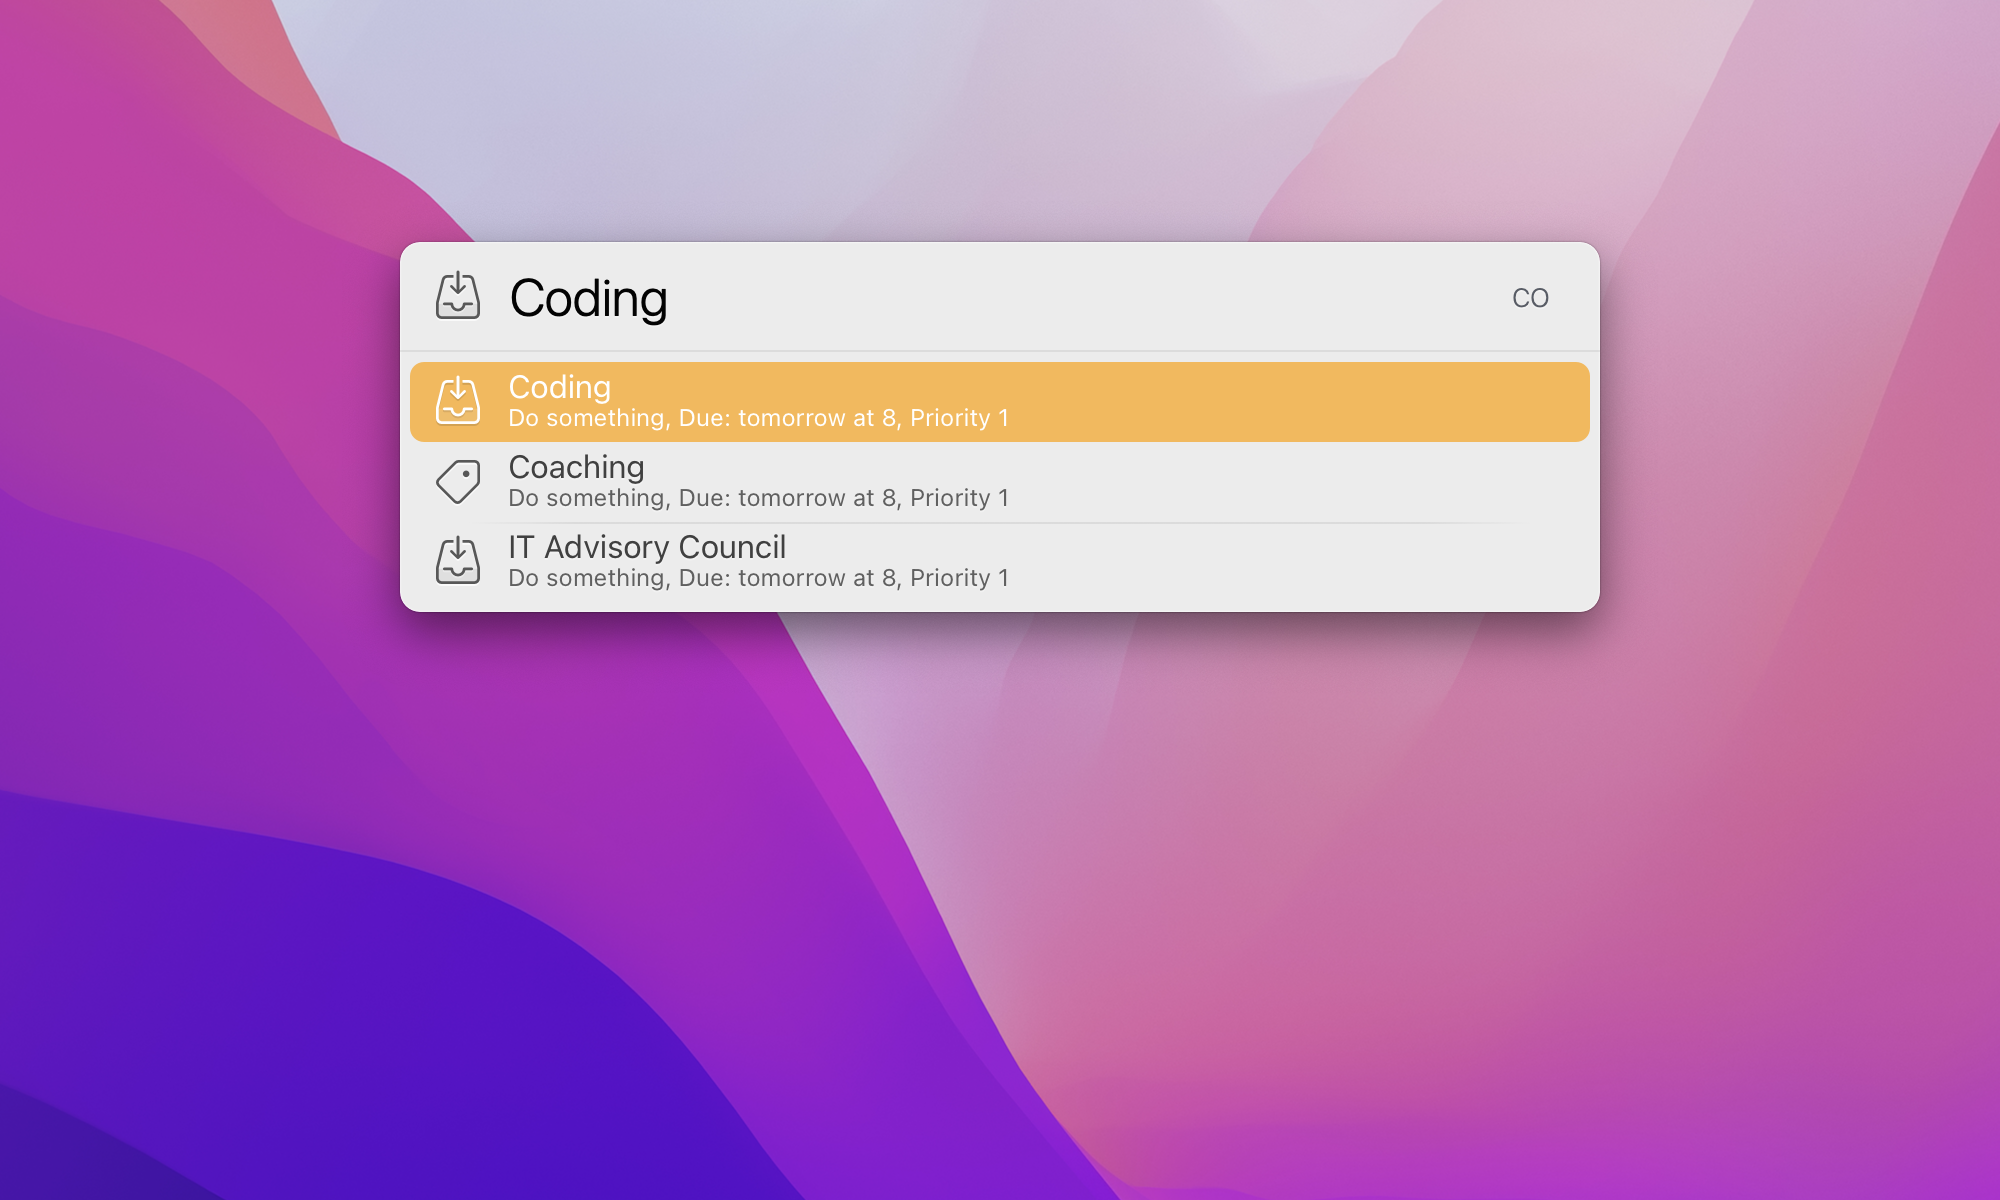 Coding
CO
Coding
Do something, Due: tomorrow at 8, Priority 1
Coaching
Do something, Due: tomorrow at 8, Priority 1
IT Advisory Council
Do something, Due: tomorrow at 8, Priority 1